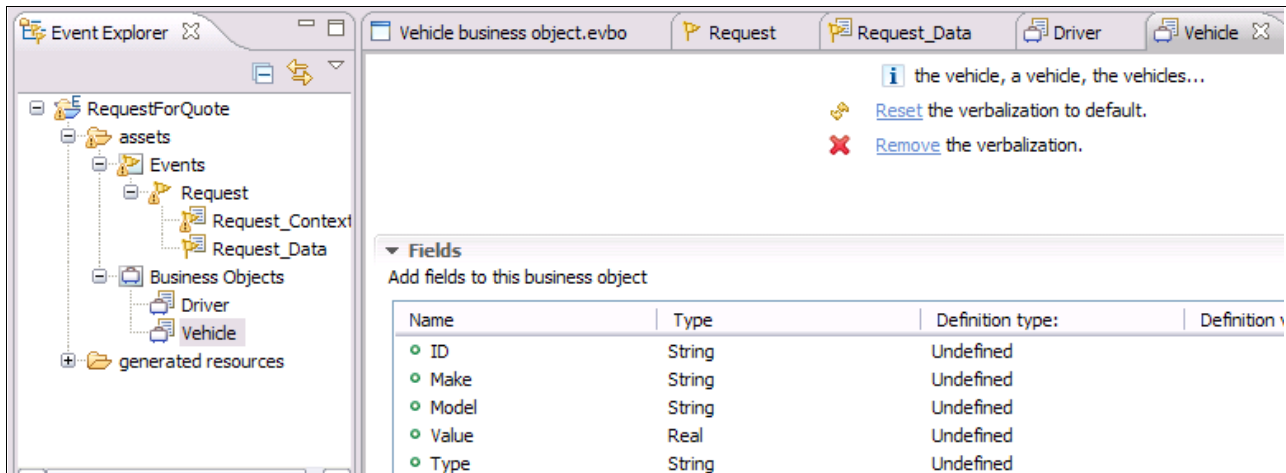 Event Explorer
RequestForQuote
assets
Events
Request
Request_Context
Request_Data
Business Objects
Driver
Vehicle
generated resources
Vehicle business object.evbo Request Request_Data Driver Vehicle
the vehicle, a vehicle, the vehicles...
Reset the verbalization to default.
Remove the verbalization.
Fields
Add fields to this business object
Name Type Definition type: Definition v
ID String Undefined
Make String Undefined
Model String Undefined
Value Real Undefined
Type String Undefined